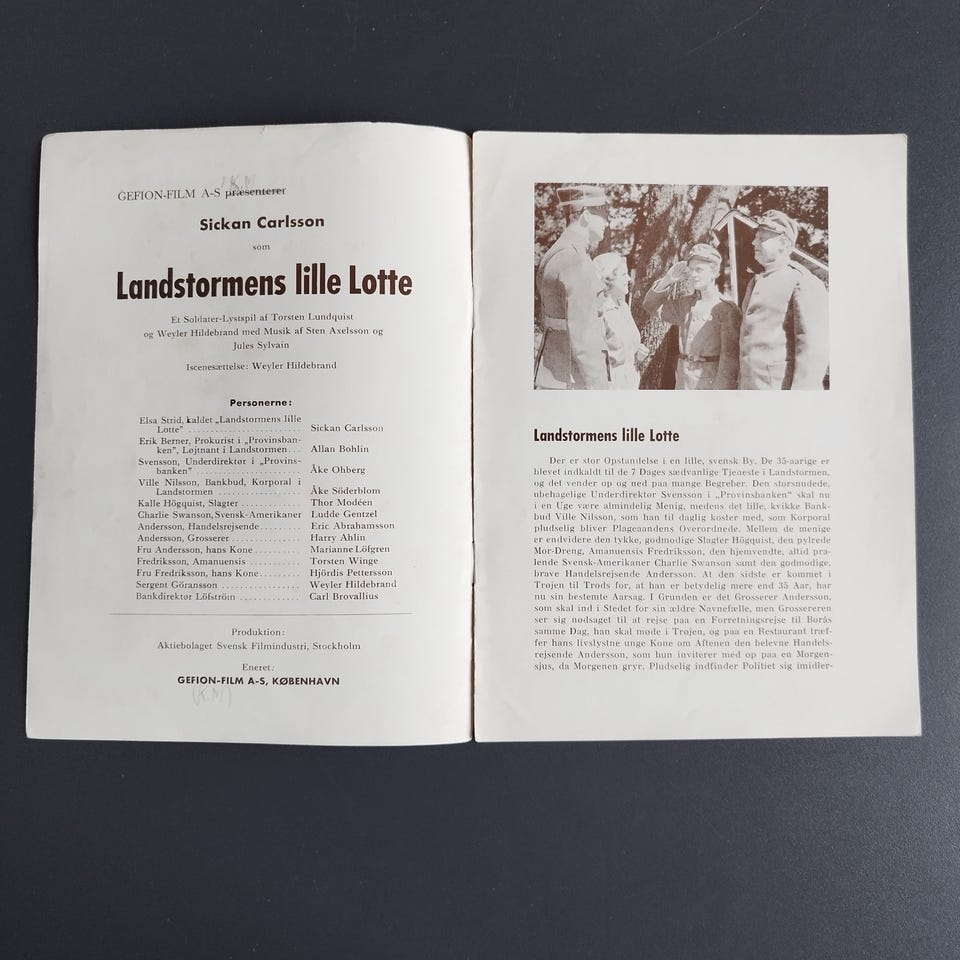 GEFION-FILM A-S præsenterer
Sickan Carlsson
som
Landstormens lille Lotte
Et Soldater-Lystspil af Torsten Lundquist
og Weyler Hildebrand med Musik af Sten Axelsson og
Jules Sylvain
Iscenesættelse: Weyler Hildebrand
Personerne:
Elsa Strid, kaldet „Landstormens lille
Lotte" ........................ Sickan Carlsson
Erik Berner, Prokurist i „Provinsban-
ken", Løjtnant i Landstormen... Allan Bohlin
Svensson, Underdirektør i „Provins-
banken" ...................... Åke Ohberg
Ville Nilsson, Bankbud, Korporal i
Landstormen .................. Åke Söderblom
Kalle Högquist, Slagter ............ Thor Modéen
Charlie Swanson, Svensk-Amerikaner Ludde Gentzel
Andersson, Handelsrejsende......... Eric Abrahamsson
Andersson, Grosserer .............. Harry Ahlin
Fru Andersson, hans Kone.......... Marianne Löfgren
Fredriksson, Amanuensis ........... Torsten Winge
Fru Fredriksson, hans Kone......... Hjördis Pettersson
Sergent Göransson ................ Weyler Hildebrand
Bankdirektør Löfström ............. Carl Brovallius
Produktion:
Aktiebolaget Svensk Filmindustri, Stockholm
Eneret:
GEFION-FILM A-S, KØBENHAVN
(K.M)
Landstormens lille Lotte
Der er stor Opstandelse i en lille, svensk By. De 35-aarige er
blevet indkaldt til de 7 Dages sædvanlige Tjeneste i Landstormen,
og det vender op og ned paa mange Begreber. Den storsnudede,
ubehagelige Underdirektør Svensson i „Provinsbanken" skal nu
i en Uge være almindelig Menig, medens det lille, kvikke Bank-
bud Ville Nilsson, som han til daglig koster med, som Korporal
pludselig bliver Plageaandens Overordnede. Mellem de menige
er endvidere den tykke, godmodige Slagter Högquist, den pylrede
Mor-Dreng, Amanuensis Fredriksson, den hjemvendte, altid pra-
lende Svensk-Amerikaner Charlie Swanson samt den godmodige,
brave Handelsrejsende Andersson. At den sidste er kommet i
Trøjen til Trods for, at han er betydelig mere end 35 Aar, har
nu sin bestemte Aarsag. I Grunden er det Grosserer Andersson,
som skal ind i Stedet for sin ældre Navnefælle, men Grossereren
ser sig nødsaget til at rejse paa en Forretningsrejse til Borås
samme Dag, han skal møde i Trøjen, og paa en Restaurant træf-
fer hans livslystne unge Kone om Aftenen den belevne Handels-
rejsende Andersson, som hun inviterer med op paa en Morgen-
sjus, da Morgenen gryr. Pludselig indfinder Politiet sig imidler-